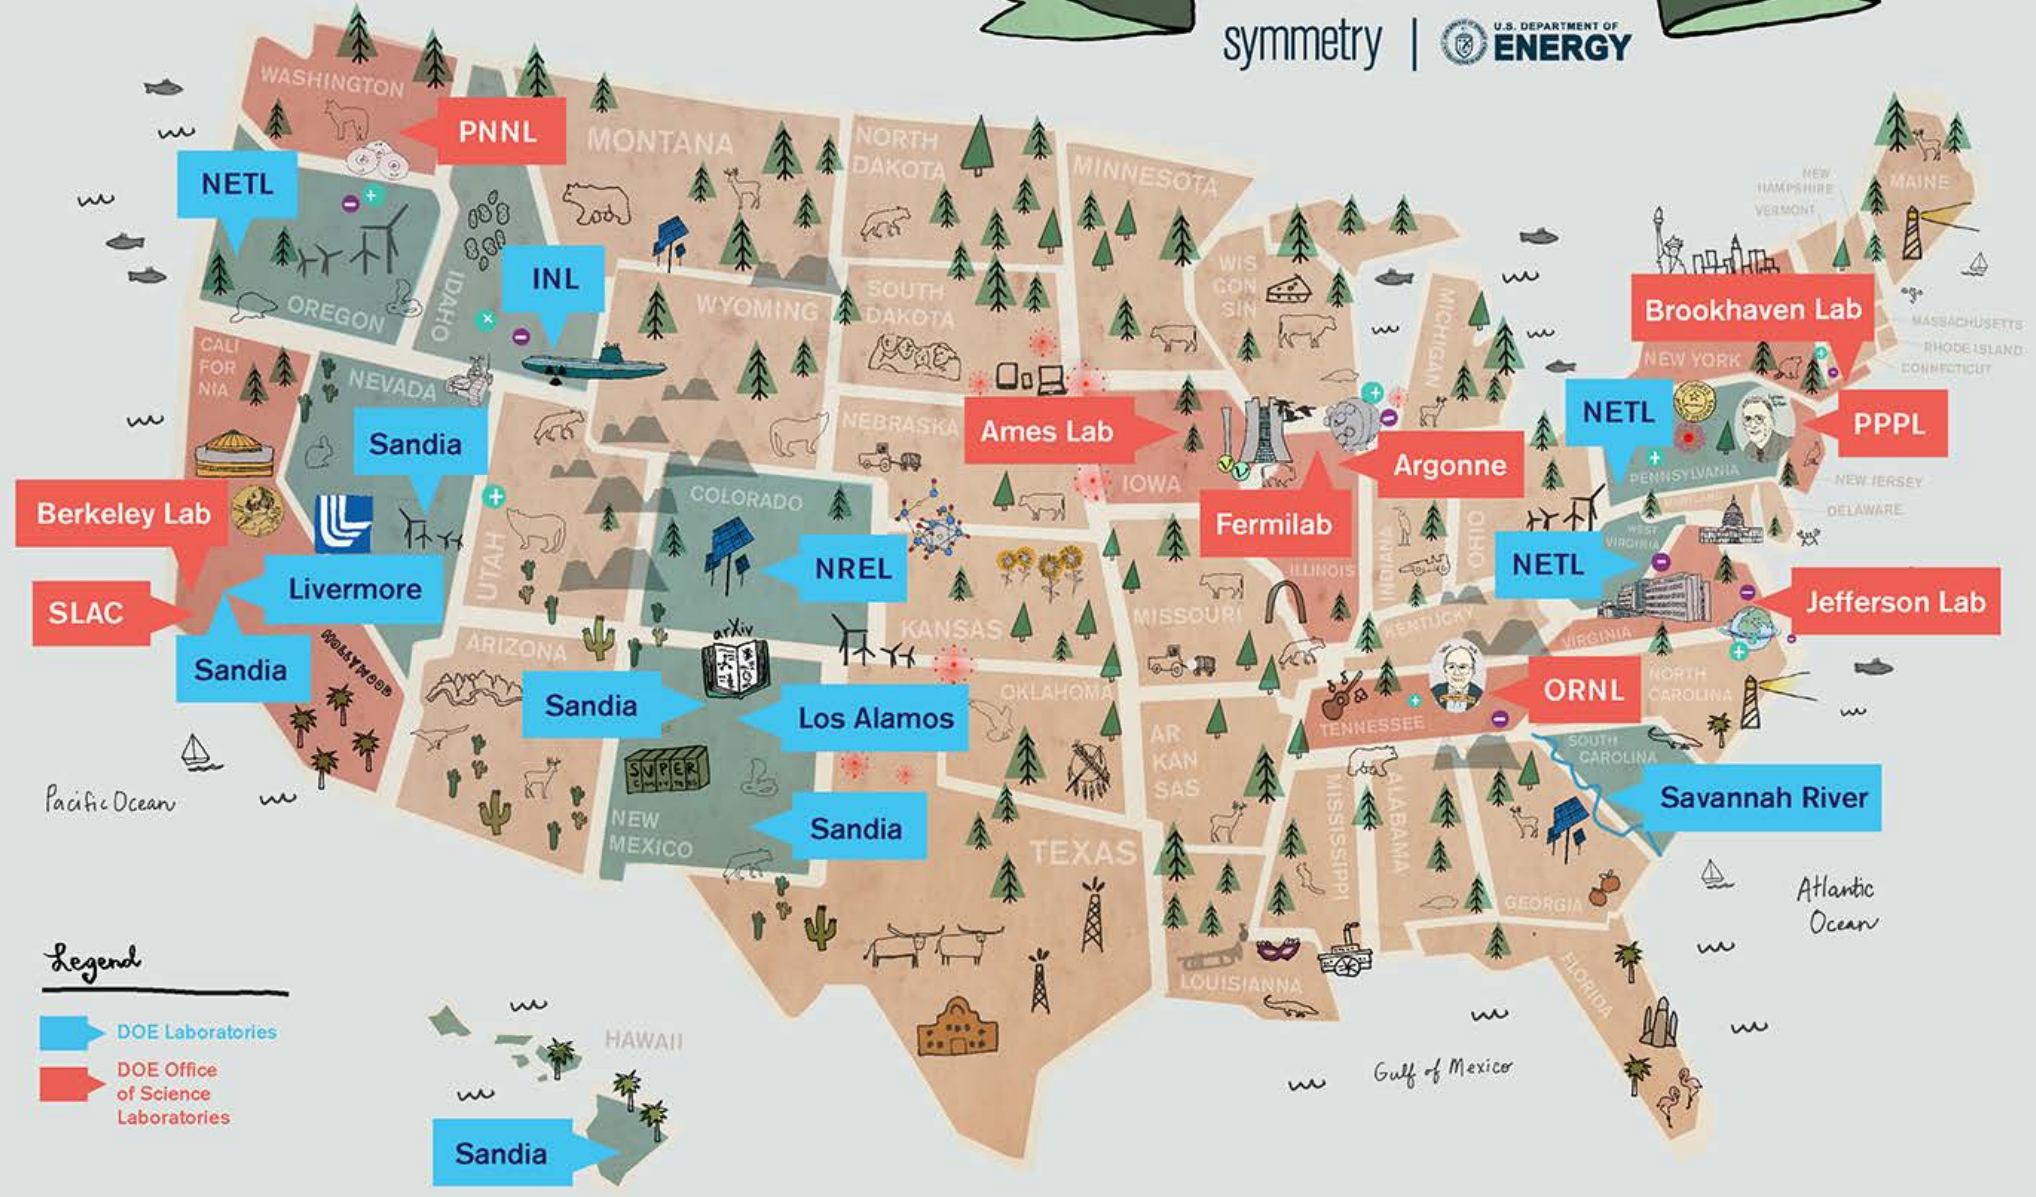 symmetry
U.S. DEPARTMENT OF
ENERGY
WASHINGTON
PNNL
MONTANA
NORTH
DAKOTA
MINNESOTA
NEW
HAMPSHIRE
VERMONT
MAINE
NETL
OREGON
IDAHO
INL
WYOMING
SOUTH
DAKOTA
WIS
CON
SIN
MICHIGAN
Brookhaven Lab
MASSACHUSETTS
RHODE ISLAND
CONNECTICUT
NEW YORK
CALI
FOR
NIA
NEVADA
Sandia
NEBRASKA
Ames Lab
IOWA
Argonne
Fermilab
NETL
PPPL
PENNSYLVANIA
NEW JERSEY
DELAWARE
Berkeley Lab
SLAC
Livermore
Sandia
HOLLYWOOD
UTAH
COLORADO
NREL
KANSAS
MISSOURI
ILLINOIS
INDIANA
OHIO
WEST
VIRGINIA
NETL
Jefferson Lab
KENTUCKY
VIRGINIA
ARIZONA
arXiv
Sandia
Los Alamos
OKLAHOMA
AR
KAN
SAS
TENNESSEE
ORNL
NORTH
CAROLINA
SOUTH
CAROLINA
Savannah River
SUPER
NEW
MEXICO
Sandia
TEXAS
MISSISSIPPI
ALABAMA
GEORGIA
LOUISIANNA
FLORIDA
Pacific Ocean
Atlantic
Ocean
Gulf of Mexico
HAWAII
Sandia
Legend
DOE Laboratories
DOE Office
of Science
Laboratories